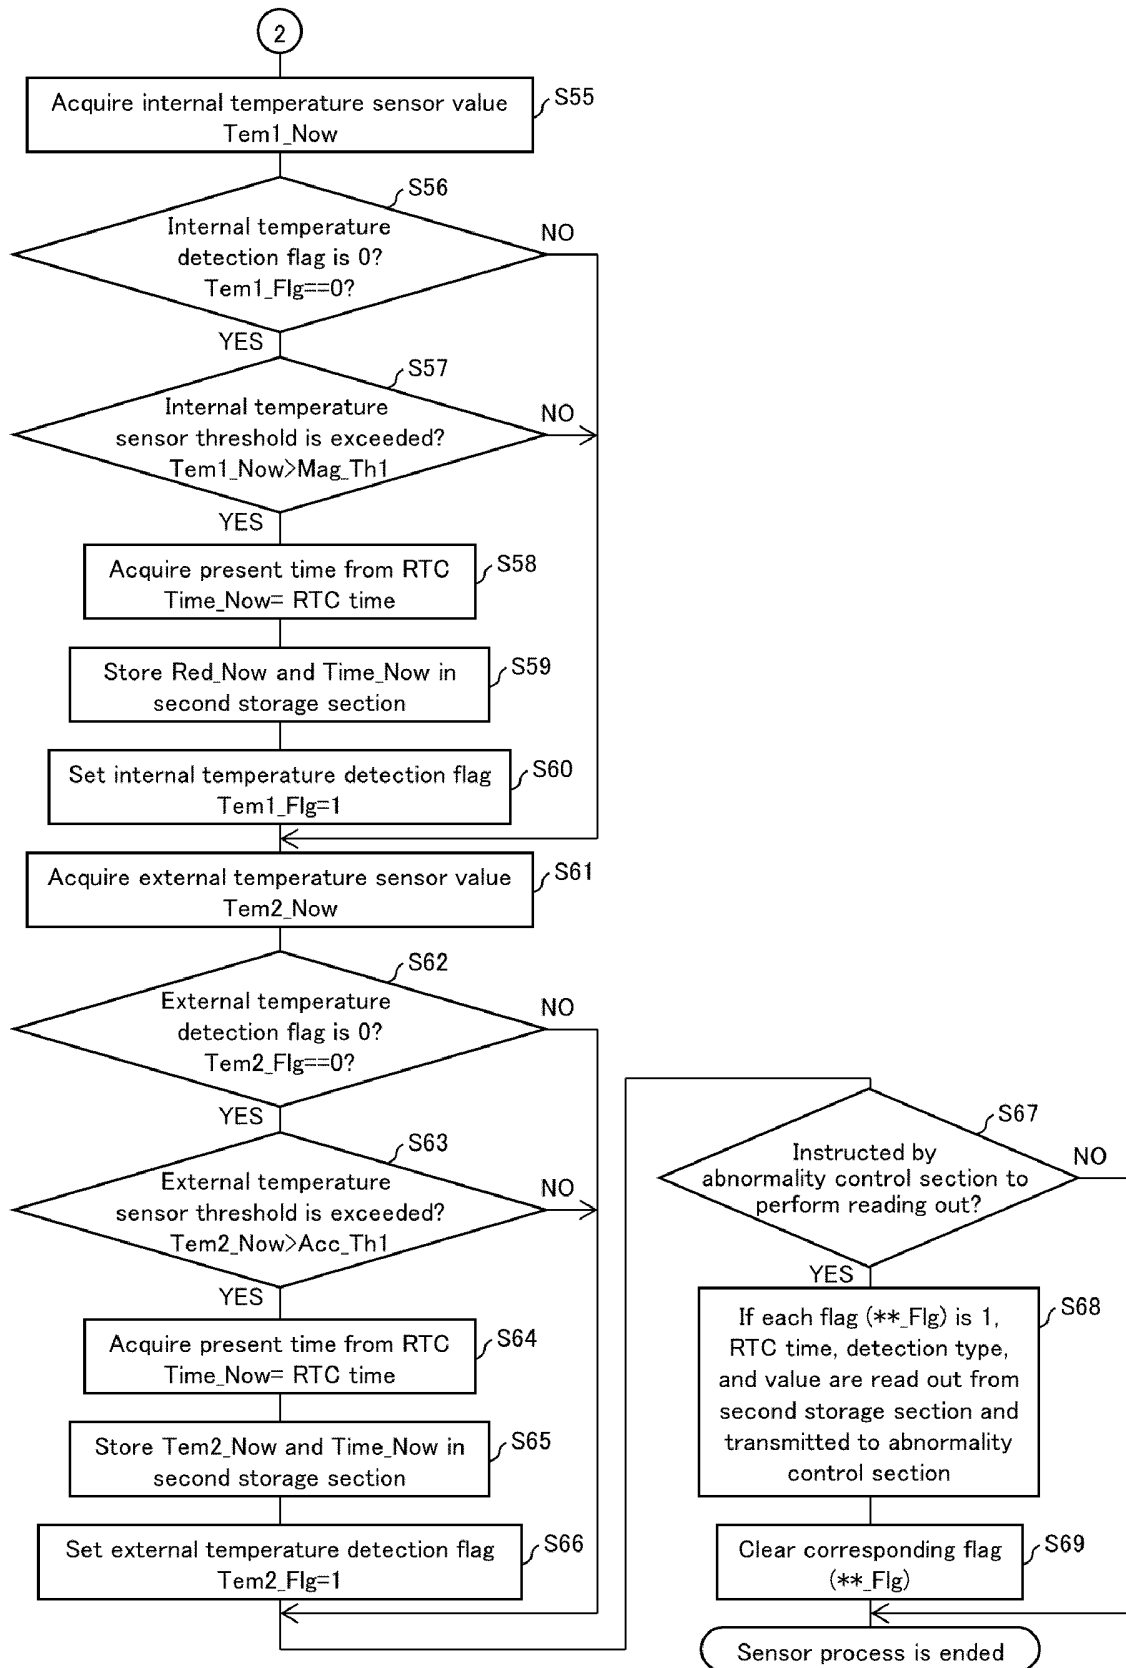 2
Acquire internal temperature sensor value
Tem1_Now
S55
S56
Internal temperature
detection flag is 0?
Tem1_Flg==0?
NO
YES
S57
Internal temperature
sensor threshold is exceeded?
Tem1_Now>Mag_Th1
NO
YES
Acquire present time from RTC
Time_Now= RTC time
S58
Store Red_Now and Time_Now in
second storage section
S59
Set internal temperature detection flag
Tem1_Flg=1
S60
Acquire external temperature sensor value
Tem2_Now
S61
S62
External temperature
detection flag is 0?
Tem2_Flg==0?
NO
YES
S63
External temperature
sensor threshold is exceeded?
Tem2_Now>Acc_Th1
NO
YES
Acquire present time from RTC
Time_Now= RTC time
S64
Store Tem2_Now and Time_Now in
second storage section
S65
Set external temperature detection flag
Tem2_Flg=1
S66
S67
Instructed by
abnormality control section to
perform reading out?
NO
YES
If each flag (**_Flg) is 1,
RTC time, detection type,
and value are read out from
second storage section and
transmitted to abnormality
control section
S68
Clear corresponding flag
(**_Flg)
S69
Sensor process is ended